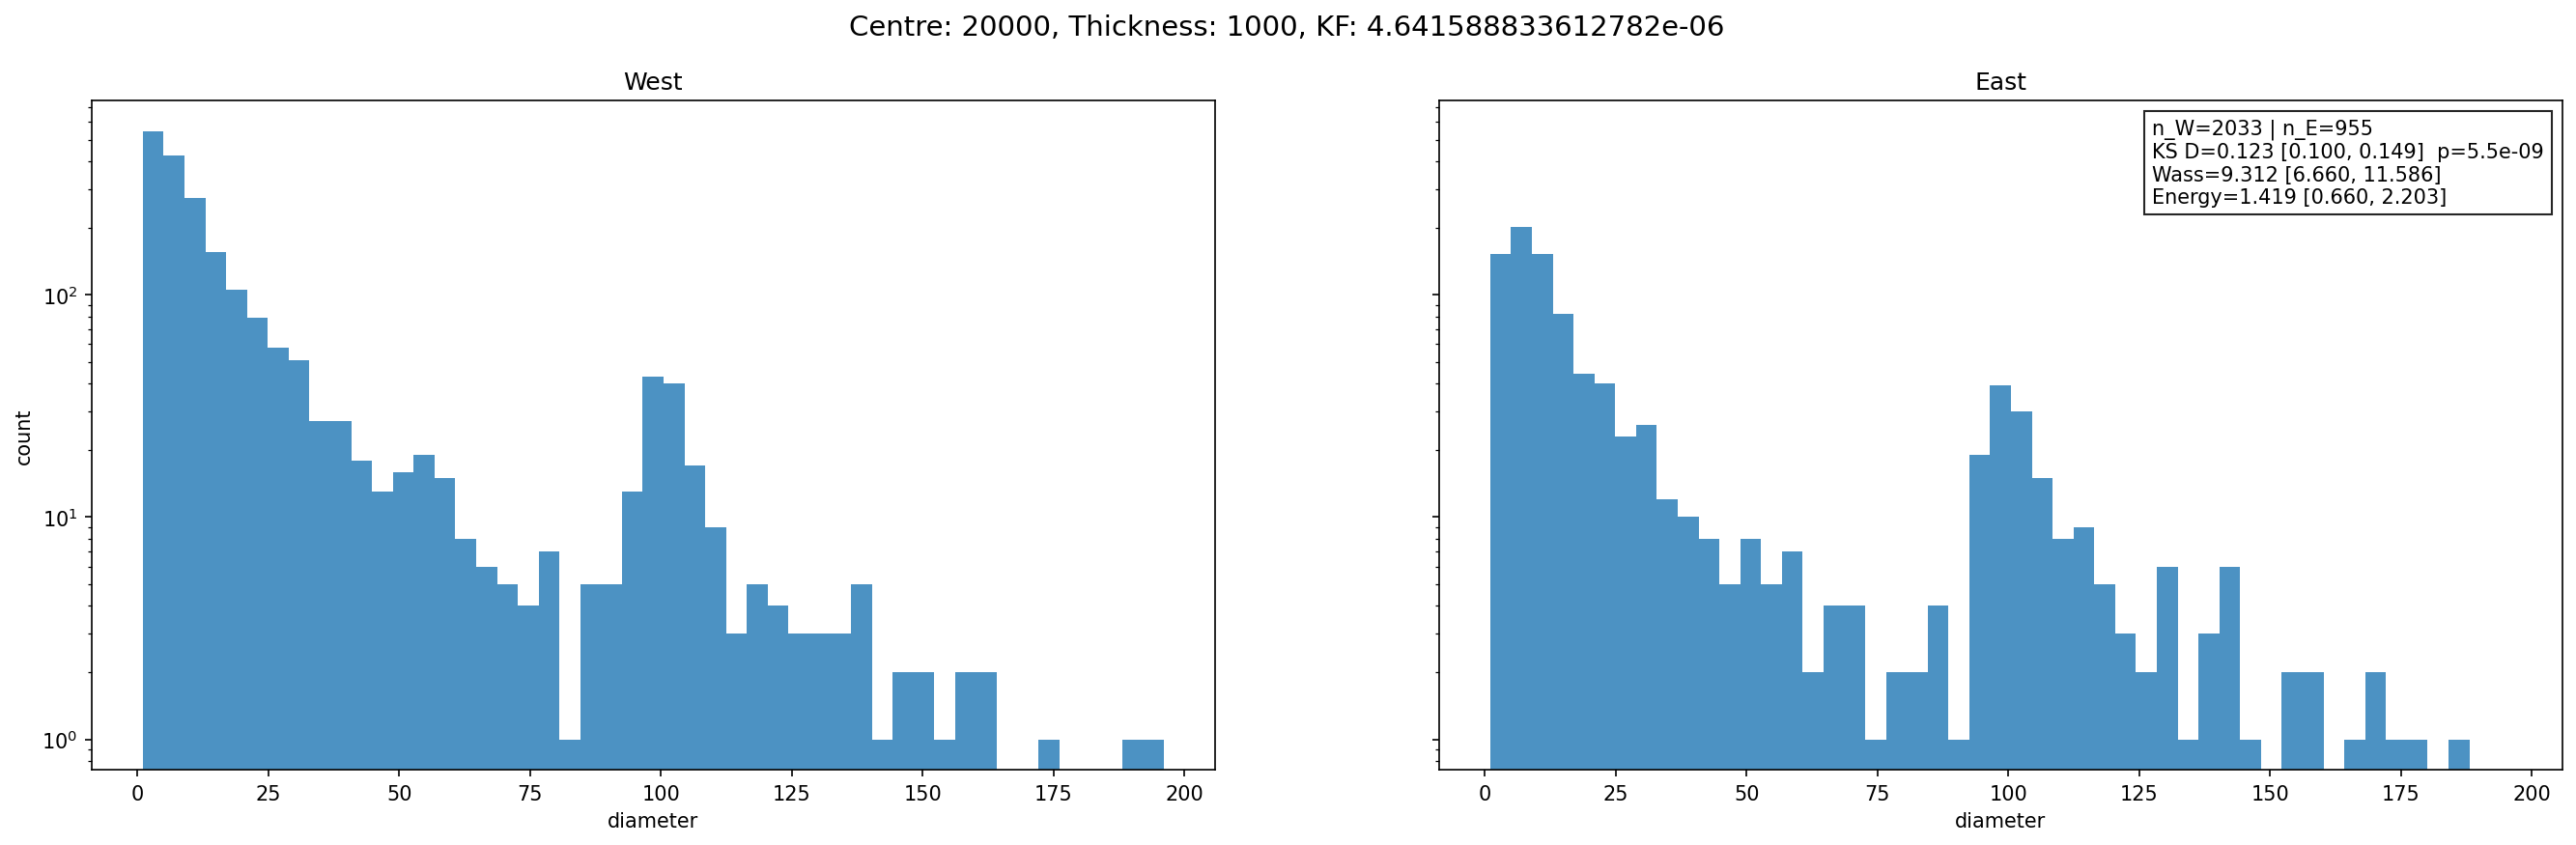 Centre: 20000, Thickness: 1000, KF: 4.641588833612782e-06
West
East
n_W=2033 | n_E=955
KS D=0.123 [0.100, 0.149]  p=5.5e-09
Wass=9.312 [6.660, 11.586]
Energy=1.419 [0.660, 2.203]
count
10²
10¹
10⁰
0 25 50 75 100 125 150 175 200
diameter
0 25 50 75 100 125 150 175 200
diameter